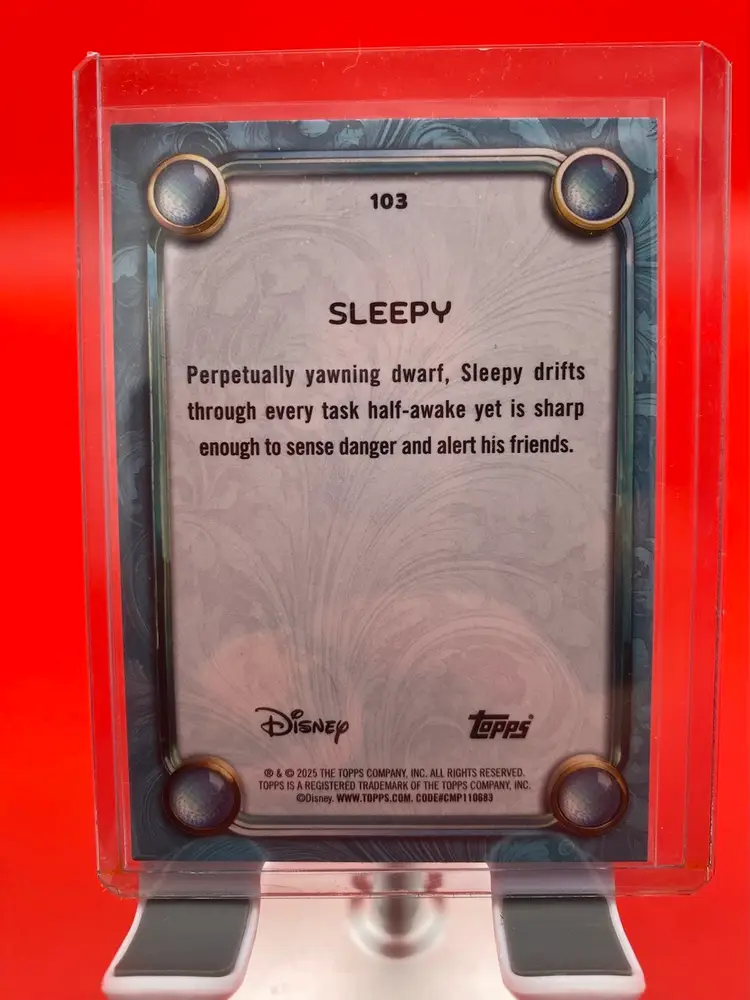 103
SLEEPY
Perpetually yawning dwarf, Sleepy drifts
through every task half-awake yet is sharp
enough to sense danger and alert his friends.
Disney Topps
® & © 2025 THE TOPPS COMPANY, INC. ALL RIGHTS RESERVED.
TOPPS IS A REGISTERED TRADEMARK OF THE TOPPS COMPANY, INC.
©Disney. WWW.TOPPS.COM. CODE#CMP110683